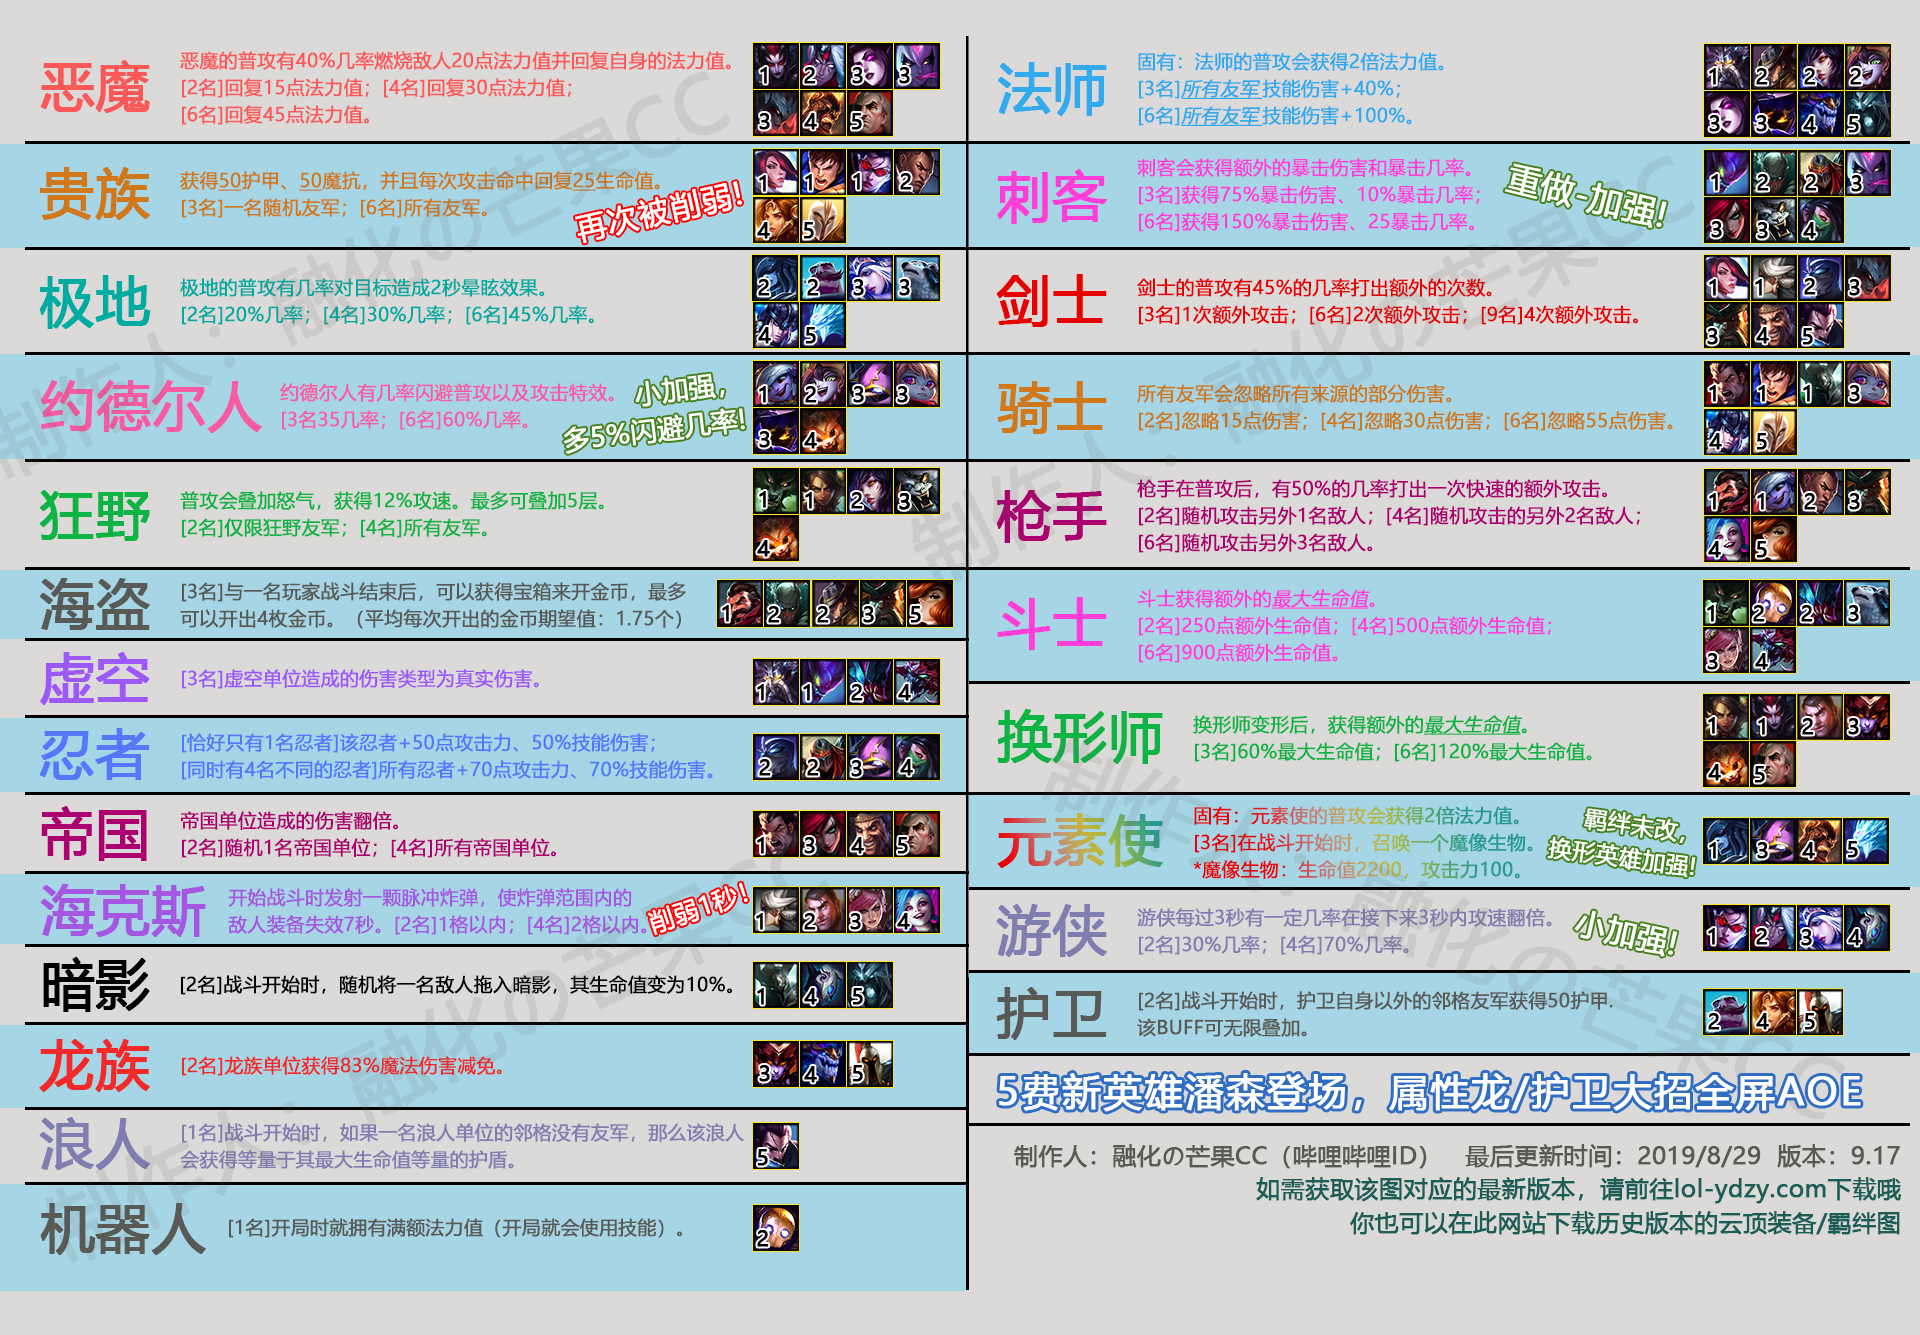 恶魔
恶魔的普攻有40%几率燃烧敌人20点法力值并回复自身的法力值。
[2名]回复15点法力值；[4名]回复30点法力值；
[6名]回复45点法力值。
1 2 3 3
3 4 5
贵族
获得50护甲、50魔抗，并且每次攻击命中回复25生命值。
[3名]一名随机友军；[6名]所有友军。
再次被削弱！
1 1 1 2
4 5
极地
极地的普攻有几率对目标造成2秒晕眩效果。
[2名]20%几率；[4名]30%几率；[6名]45%几率。
2 2 3 3
4 5
约德尔人
约德尔人有几率闪避普攻以及攻击特效。
[3名35几率；[6名]60%几率。
小加强，
多5%闪避几率！
1 2 3 3
3 4
狂野
普攻会叠加怒气，获得12%攻速。最多可叠加5层。
[2名]仅限狂野友军；[4名]所有友军。
1 1 2 3
4
海盗
[3名]与一名玩家战斗结束后，可以获得宝箱来开金币，最多
可以开出4枚金币。（平均每次开出的金币期望值：1.75个）
1 2 2 3 5
虚空
[3名]虚空单位造成的伤害类型为真实伤害。
1 1 2 4
忍者
[恰好只有1名忍者]该忍者+50点攻击力、50%技能伤害；
[同时有4名不同的忍者]所有忍者+70点攻击力、70%技能伤害。
2 2 3 4
帝国
帝国单位造成的伤害翻倍。
[2名]随机1名帝国单位；[4名]所有帝国单位。
1 3 4 5
海克斯
开始战斗时发射一颗脉冲炸弹，使炸弹范围内的
敌人装备失效7秒。[2名]1格以内；[4名]2格以内。
削弱1秒！
1 2 3 4
暗影
[2名]战斗开始时，随机将一名敌人拖入暗影，其生命值变为10%。
1 4 5
龙族
[2名]龙族单位获得83%魔法伤害减免。
3 4 5
浪人
[1名]战斗开始时，如果一名浪人单位的邻格没有友军，那么该浪人
会获得等量于其最大生命值等量的护盾。
5
机器人
[1名]开局时就拥有满额法力值（开局就会使用技能）。
2
法师
固有：法师的普攻会获得2倍法力值。
[3名]所有友军技能伤害+40%；
[6名]所有友军技能伤害+100%。
1 2 2 2
3 3 4 5
刺客
刺客会获得额外的暴击伤害和暴击几率。
[3名]获得75%暴击伤害、10%暴击几率；
[6名]获得150%暴击伤害、25暴击几率。
重做-加强！
1 2 2 3
3 3 4
剑士
剑士的普攻有45%的几率打出额外的次数。
[3名]1次额外攻击；[6名]2次额外攻击；[9名]4次额外攻击。
1 1 2 3
3 4 5
骑士
所有友军会忽略所有来源的部分伤害。
[2名]忽略15点伤害；[4名]忽略30点伤害；[6名]忽略55点伤害。
1 1 1 3
4 5
枪手
枪手在普攻后，有50%的几率打出一次快速的额外攻击。
[2名]随机攻击另外1名敌人；[4名]随机攻击的另外2名敌人；
[6名]随机攻击另外3名敌人。
1 1 2 3
4 5
斗士
斗士获得额外的最大生命值。
[2名]250点额外生命值；[4名]500点额外生命值；
[6名]900点额外生命值。
1 2 2 3
3 4
换形师
换形师变形后，获得额外的最大生命值。
[3名]60%最大生命值；[6名]120%最大生命值。
1 1 2 3
4 5
元素使
固有：元素使的普攻会获得2倍法力值。
[3名]在战斗开始时，召唤一个魔像生物。
*魔像生物：生命值2200，攻击力100。
羁绊未改，
换形英雄加强！
1 3 4 5
游侠
游侠每过3秒有一定几率在接下来3秒内攻速翻倍。
[2名]30%几率；[4名]70%几率。
小加强！
1 2 3 4
护卫
[2名]战斗开始时，护卫自身以外的邻格友军获得50护甲.
该BUFF可无限叠加。
2 4 5
5费新英雄潘森登场，属性龙/护卫大招全屏AOE
制作人：融化の芒果CC（哔哩哔哩ID） 最后更新时间：2019/8/29 版本：9.17
如需获取该图对应的最新版本，请前往lol-ydzy.com下载哦
你也可以在此网站下载历史版本的云顶装备/羁绊图
制作人：融化の芒果CC
制作人：融化の芒果CC
制作人：融化の芒果CC
制作人：融化の芒果CC